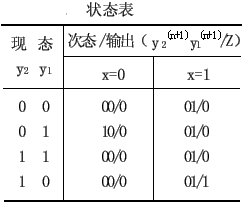 状态表
现 态 次态/输出（y₂⁽ⁿ⁺¹⁾y₁⁽ⁿ⁺¹⁾/Z）
y₂ y₁ x=0 x=1
0 0 00/0 01/0
0 1 10/0 01/0
1 1 00/0 01/0
1 0 00/0 01/1